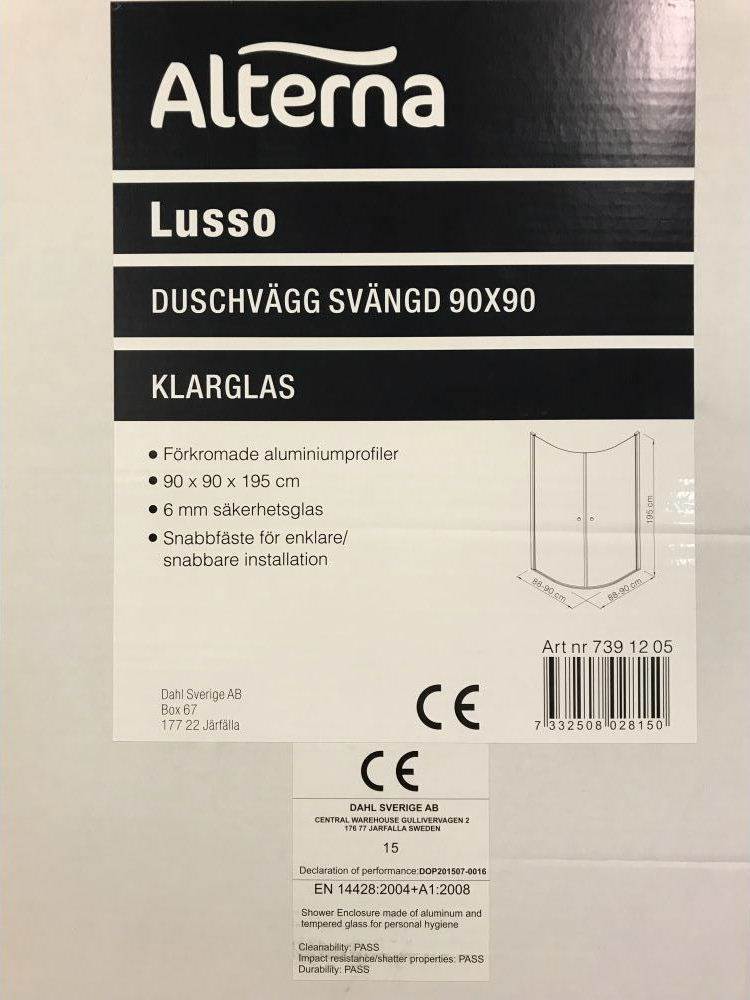 Alterna
Lusso
DUSCHVÄGG SVÄNGD 90X90
KLARGLAS
• Förkromade aluminiumprofiler
• 90 x 90 x 195 cm
• 6 mm säkerhetsglas
• Snabbfäste för enklare/
snabbare installation
195 cm
88-90 cm
88-90 cm
Art nr 739 12 05
7 332508 028150
Dahl Sverige AB
Box 67
177 22 Järfälla
CE
CE
DAHL SVERIGE AB
CENTRAL WAREHOUSE GULLIVERVAGEN 2
176 77 JARFALLA SWEDEN
15
Declaration of performance:DOP201507-0016
EN 14428:2004+A1:2008
Shower Enclosure made of aluminum and
tempered glass for personal hygiene
Cleanability: PASS
Impact resistance/shatter properties: PASS
Durability: PASS